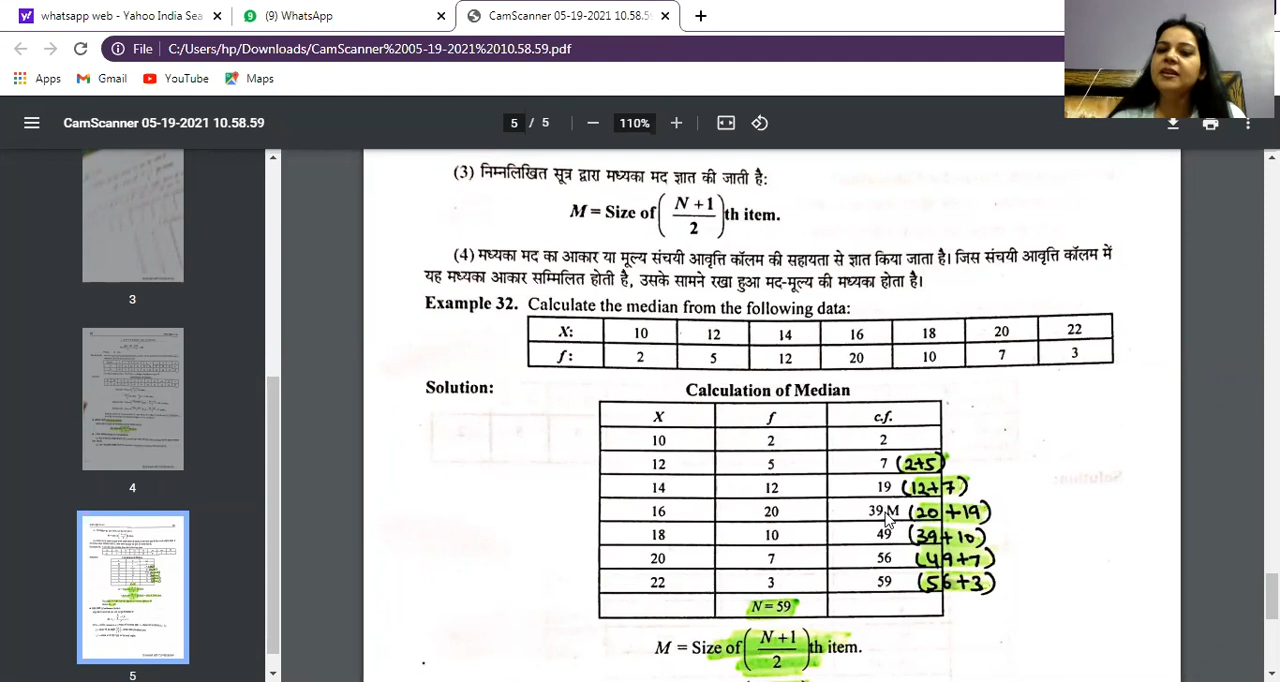 whatsapp web - Yahoo India Sea
(9) WhatsApp
CamScanner 05-19-2021 10.58.59
File C:/Users/hp/Downloads/CamScanner%2005-19-2021%2010.58.59.pdf
Apps Gmail YouTube Maps
CamScanner 05-19-2021 10.58.59
5 / 5
110%
3
4
5
(3) निम्नलिखित सूत्र द्वारा मध्यका मद ज्ञात की जाती है:
M = Size of ( N + 1 / 2 ) th item.
(4) मध्यका मद का आकार या मूल्य संचयी आवृत्ति कॉलम की सहायता से ज्ञात किया जाता है। जिस संचयी आवृत्ति कॉलम में
यह मध्यका आकार सम्मिलित होती है, उसके सामने रखा हुआ मद-मूल्य की मध्यका होता है।
Example 32. Calculate the median from the following data:
X: 10 12 14 16 18 20 22
f: 2 5 12 20 10 7 3
Solution: Calculation of Median
X f c.f.
10 2 2
12 5 7 (2+5)
14 12 19 (12+7)
16 20 39 M (20+19)
18 10 49 (39+10)
20 7 56 (49+7)
22 3 59 (56+3)
N = 59
M = Size of ( N + 1 / 2 ) th item.